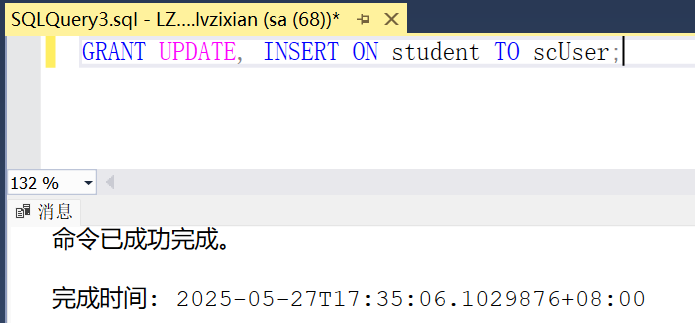 SQLQuery3.sql - LZ....lvzixian (sa (68))*
GRANT UPDATE, INSERT ON student TO scUser;
132 %
消息
命令已成功完成。
完成时间: 2025-05-27T17:35:06.1029876+08:00